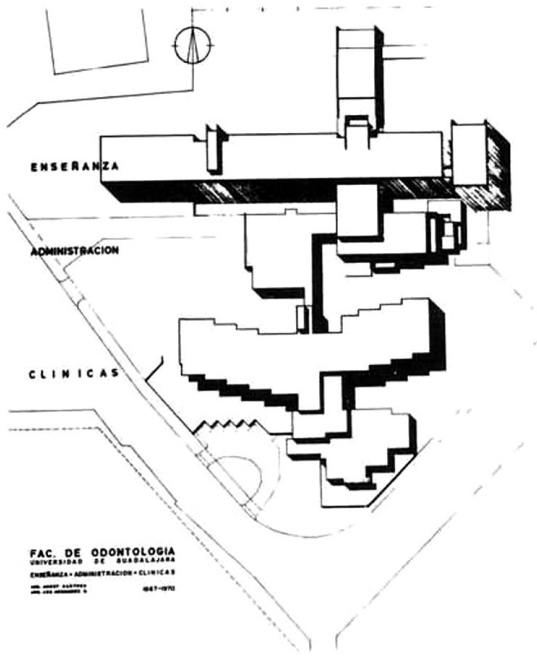 ENSEÑANZA
ADMINISTRACION
CLINICAS
FAC. DE ODONTOLOGIA
UNIVERSIDAD DE GUADALAJARA
ENSEÑANZA • ADMINISTRACION • CLINICAS
1967-1970